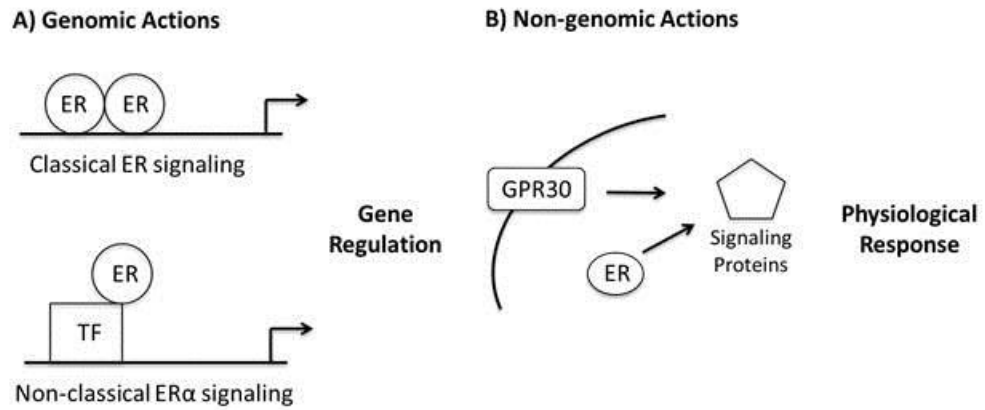 A) Genomic Actions
ER ER
Classical ER signaling
ER
TF
Non-classical ERα signaling
Gene
Regulation
B) Non-genomic Actions
GPR30
ER
Signaling
Proteins
Physiological
Response